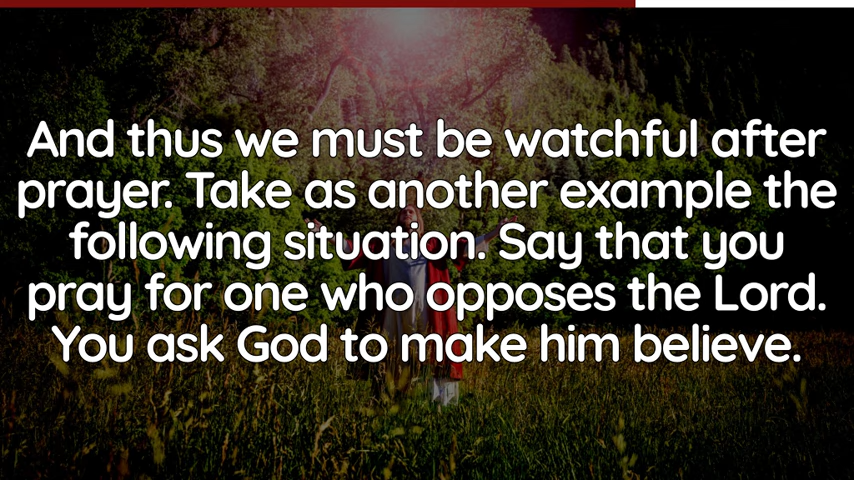 And thus we must be watchful after
prayer. Take as another example the
following situation. Say that you
pray for one who opposes the Lord.
You ask God to make him believe.